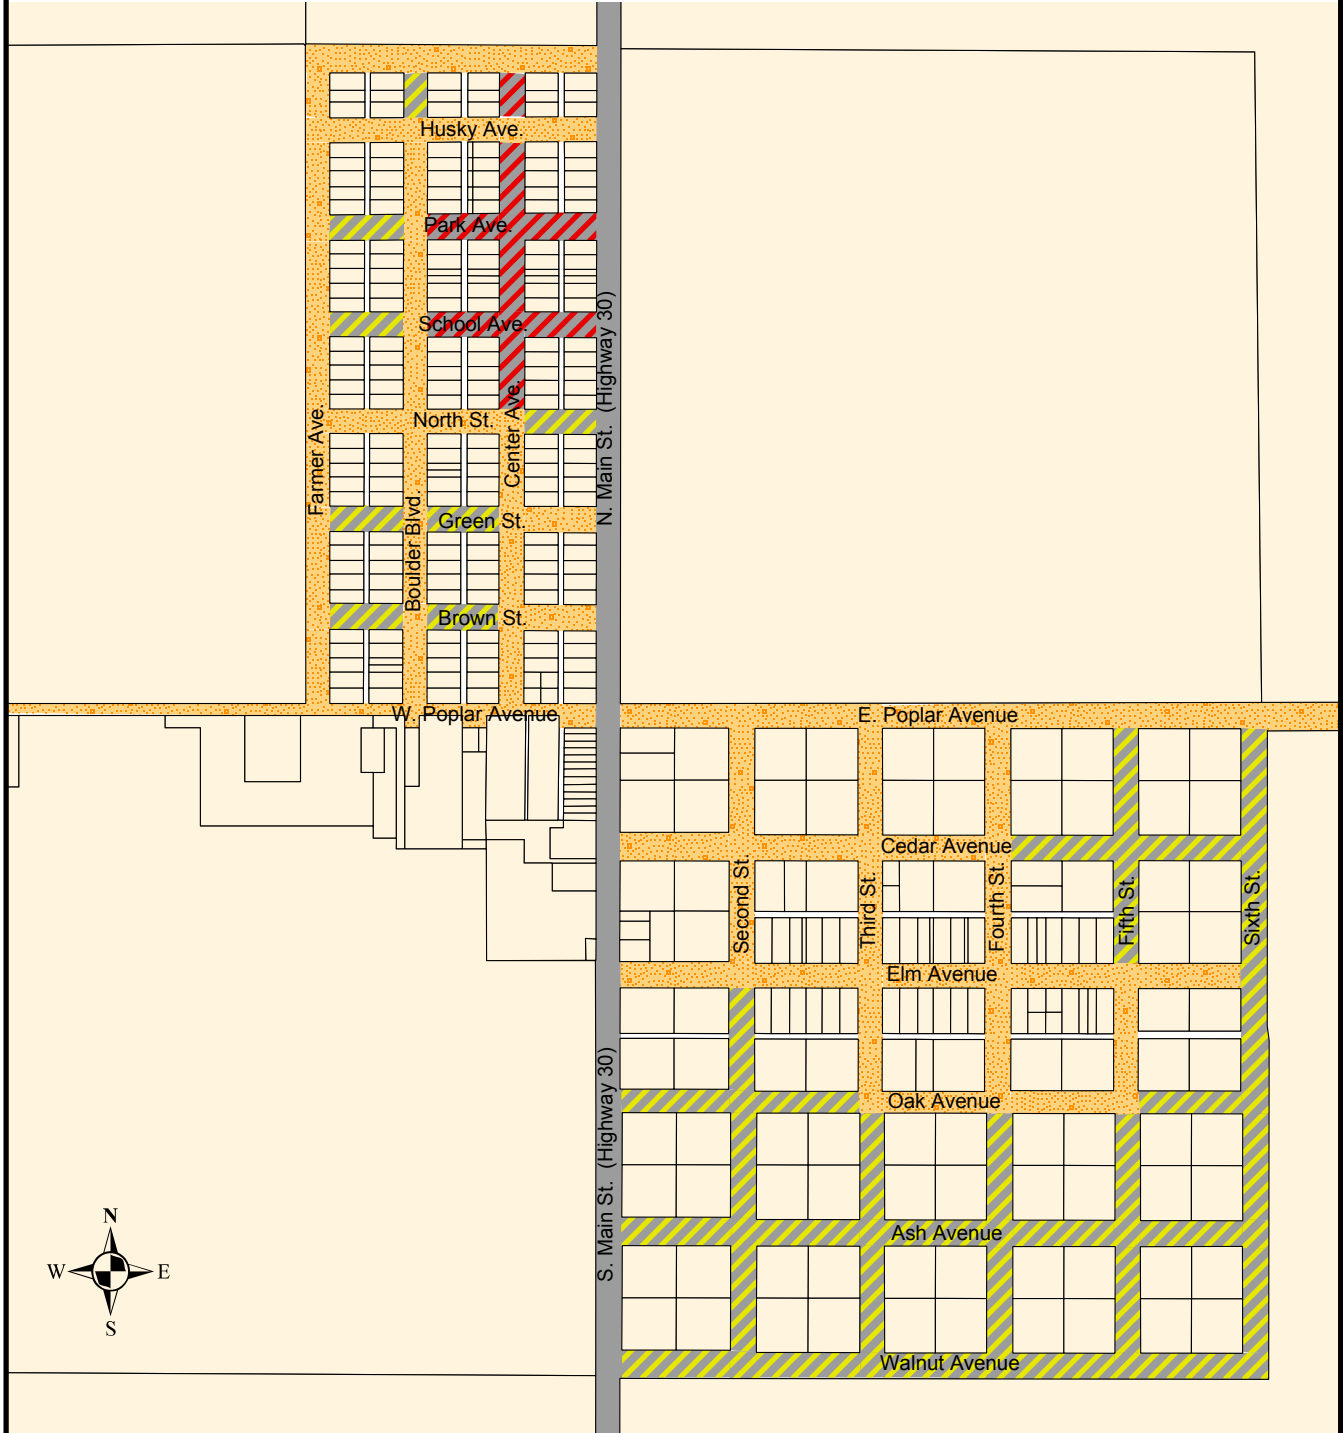 Husky Ave.
Park Ave.
School Ave.
N. Main St. (Highway 30)
Center Ave.
North St.
Farmer Ave.
Boulder Blvd.
Green St.
Brown St.
W. Poplar Avenue
E. Poplar Avenue
Cedar Avenue
Second St.
Third St.
Fourth St.
Fifth St.
Sixth St.
Elm Avenue
S. Main St. (Highway 30)
Oak Avenue
Ash Avenue
Walnut Avenue
N
W
E
S